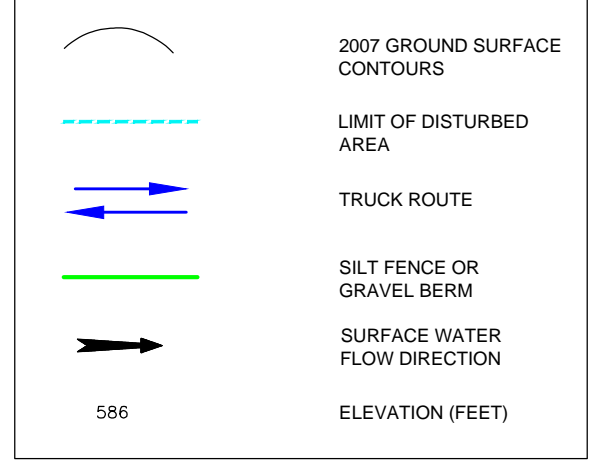 2007 GROUND SURFACE
CONTOURS
LIMIT OF DISTURBED
AREA
TRUCK ROUTE
SILT FENCE OR
GRAVEL BERM
SURFACE WATER
FLOW DIRECTION
586 ELEVATION (FEET)